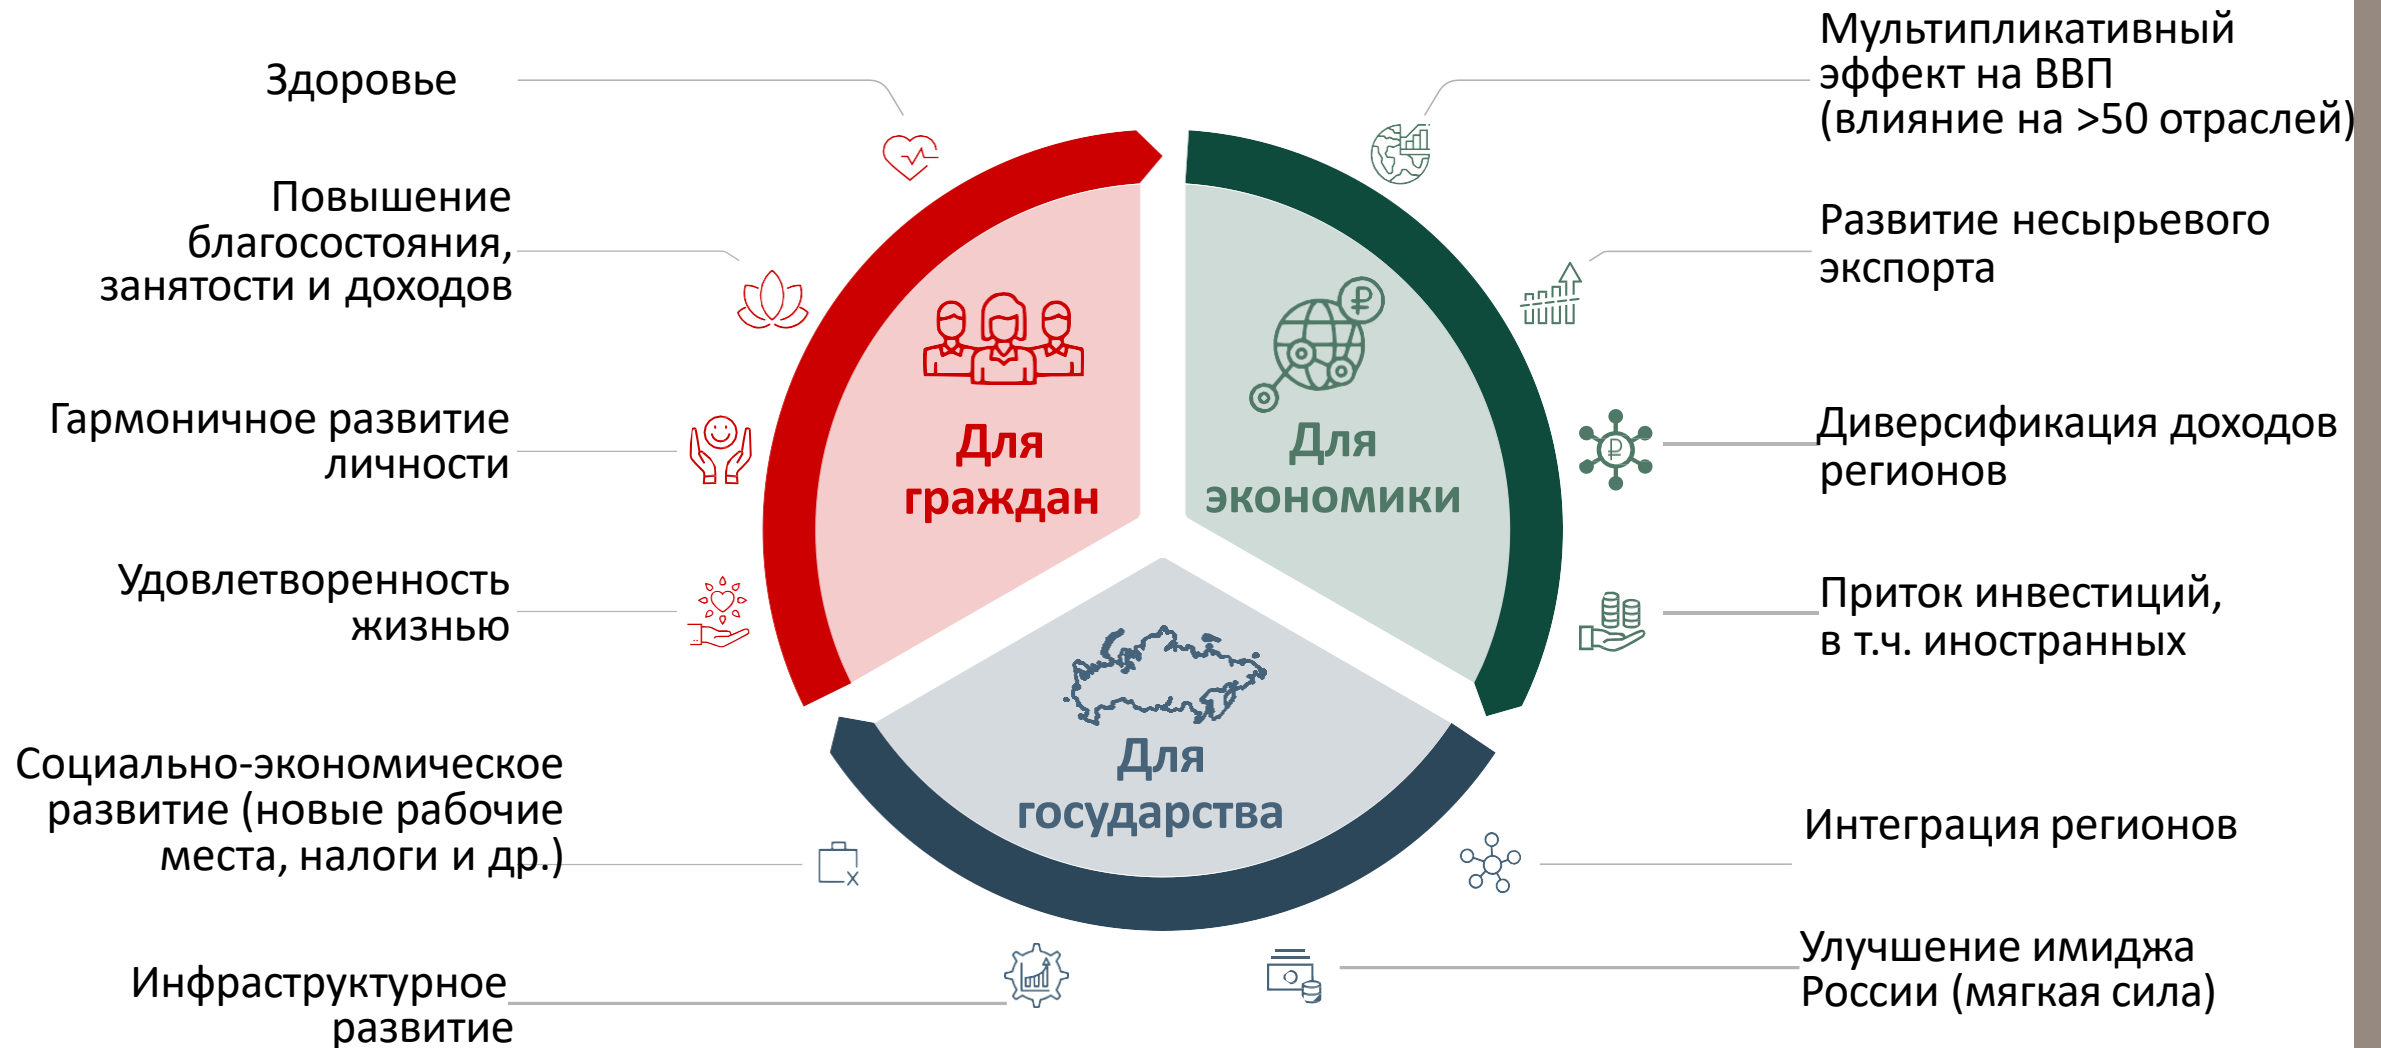 Здоровье
Повышение
благосостояния,
занятости и доходов
Гармоничное развитие
личности
Удовлетворенность
жизнью
Социально-экономическое
развитие (новые рабочие
места, налоги и др.)
Инфраструктурное
развитие
Для
граждан
Для
экономики
Для
государства
Мультипликативный
эффект на ВВП
(влияние на >50 отраслей)
Развитие несырьевого
экспорта
Диверсификация доходов
регионов
Приток инвестиций,
в т.ч. иностранных
Интеграция регионов
Улучшение имиджа
России (мягкая сила)